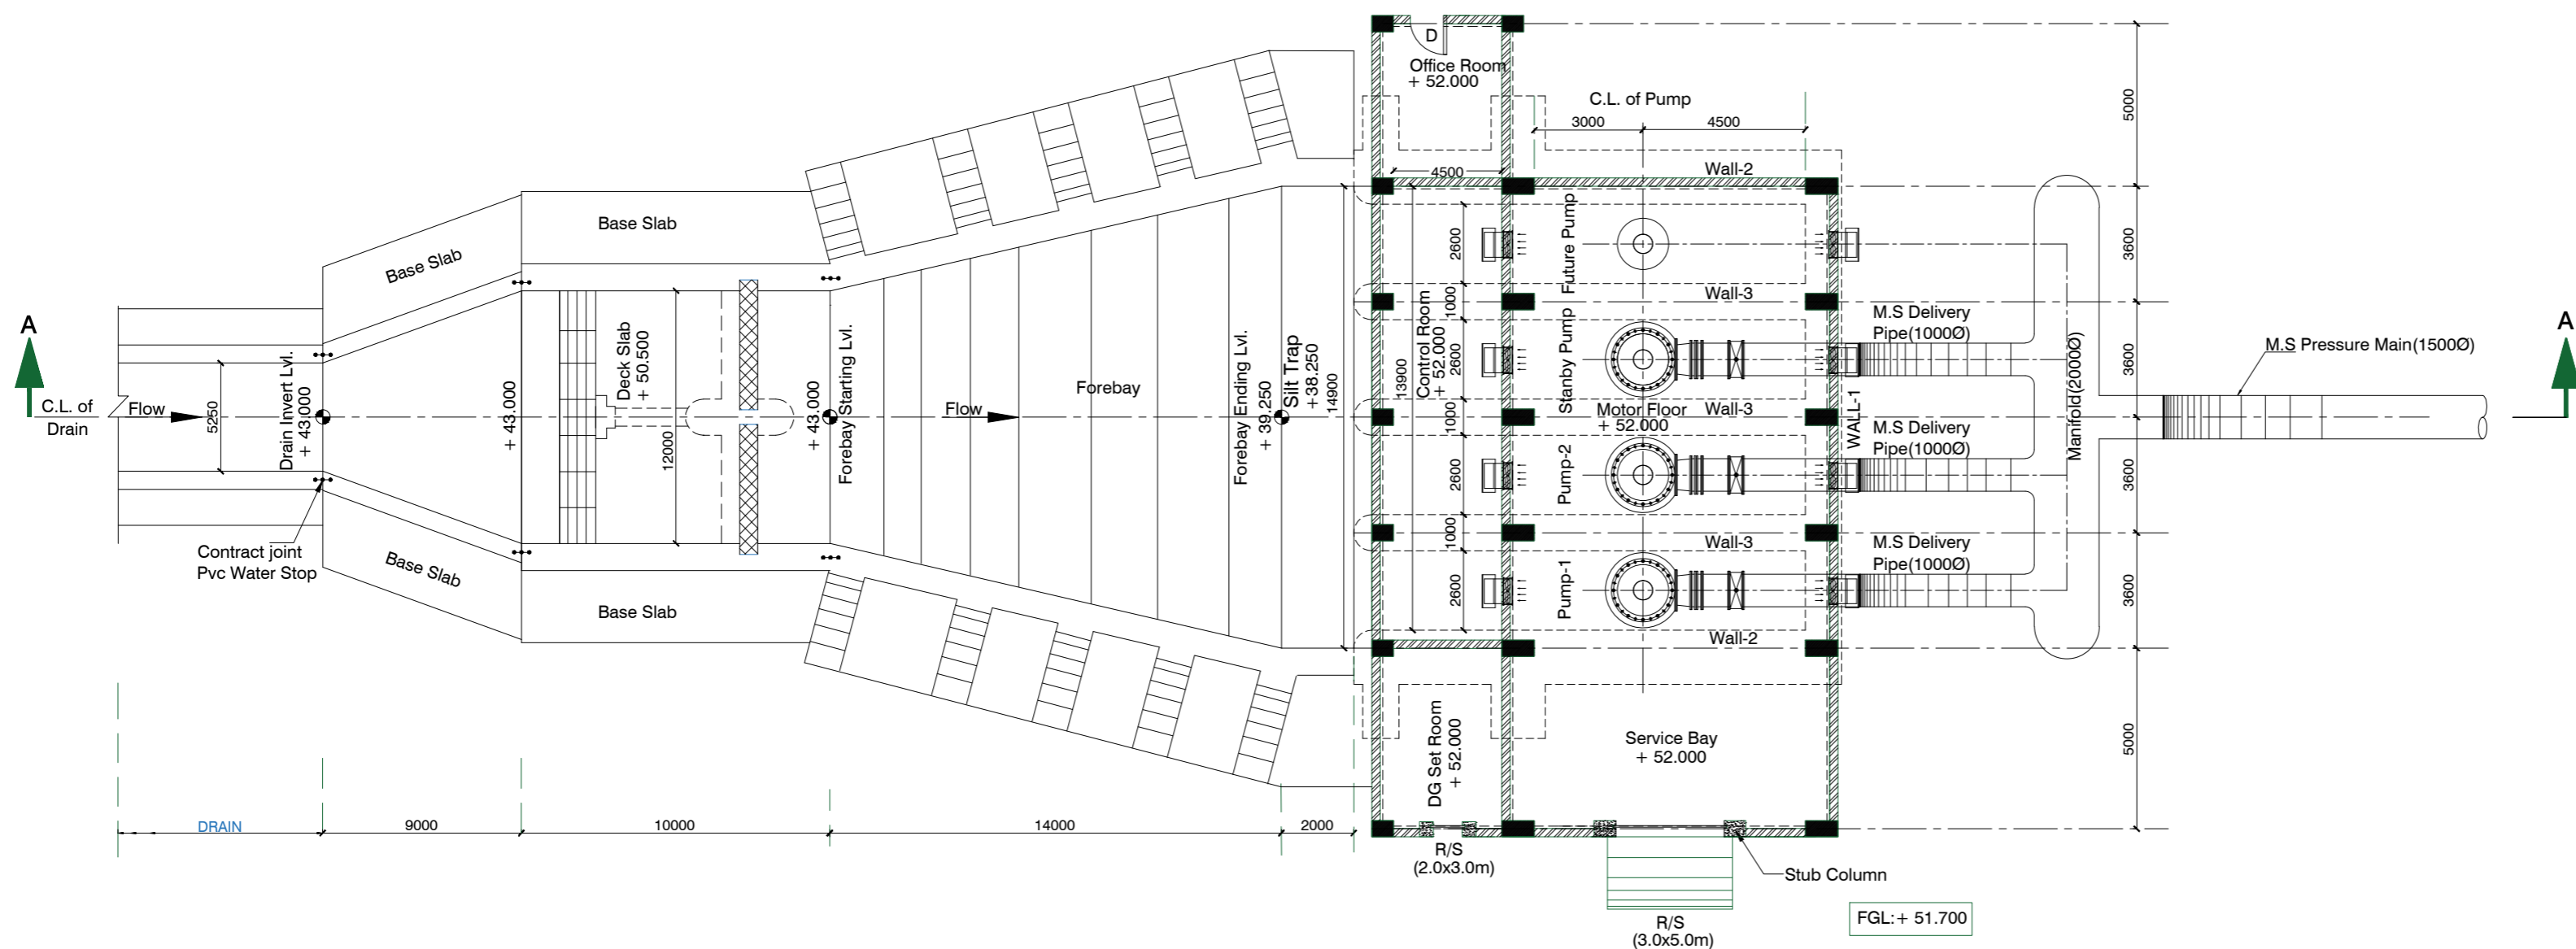 D
Office Room
+ 52.000
C.L. of Pump
3000
4500
5000
4500
Wall-2
Base Slab
Base Slab
2600
Future Pump
3600
Wall-3
1000
Control Room
+ 52.000
13900
M.S Delivery
Pipe(1000Ø)
A
A
C.L. of
Drain
Flow
5250
Drain Invert Lvl.
+ 43.000
+ 43.000
Deck Slab
+ 50.500
12000
+ 43.000
Forebay Starting Lvl.
Flow
Forebay
Forebay Ending Lvl.
+ 39.250
Silt Trap
+38.250
14900
2600
Stanby Pump
3600
Manifold(2000Ø)
M.S Pressure Main(1500Ø)
1000
Motor Floor
+ 52.000
Wall-3
WALL-1
M.S Delivery
Pipe(1000Ø)
2600
Pump-2
3600
1000
Wall-3
M.S Delivery
Pipe(1000Ø)
Contract joint
Pvc Water Stop
Base Slab
Base Slab
2600
Pump-1
3600
Wall-2
DG Set Room
+ 52.000
Service Bay
+ 52.000
5000
DRAIN
9000
10000
14000
2000
R/S
(2.0x3.0m)
Stub Column
R/S
(3.0x5.0m)
FGL:+ 51.700